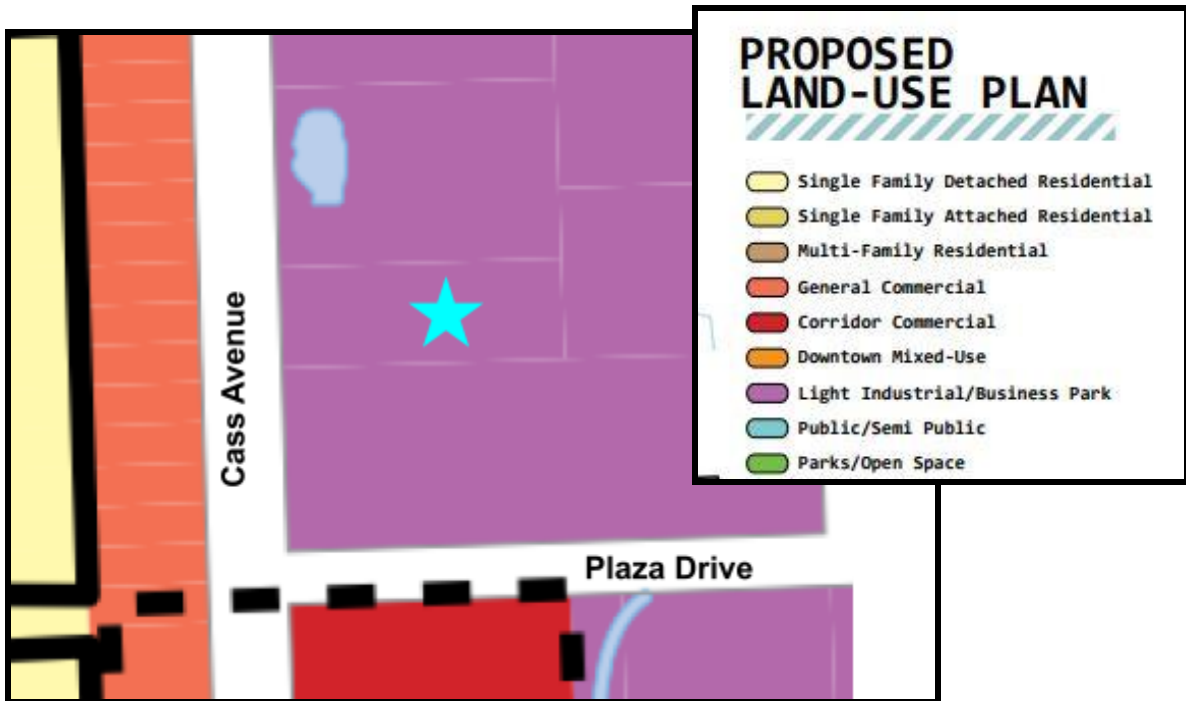 PROPOSED
LAND-USE PLAN
Single Family Detached Residential
Single Family Attached Residential
Multi-Family Residential
General Commercial
Corridor Commercial
Downtown Mixed-Use
Light Industrial/Business Park
Public/Semi Public
Parks/Open Space
Cass Avenue
Plaza Drive